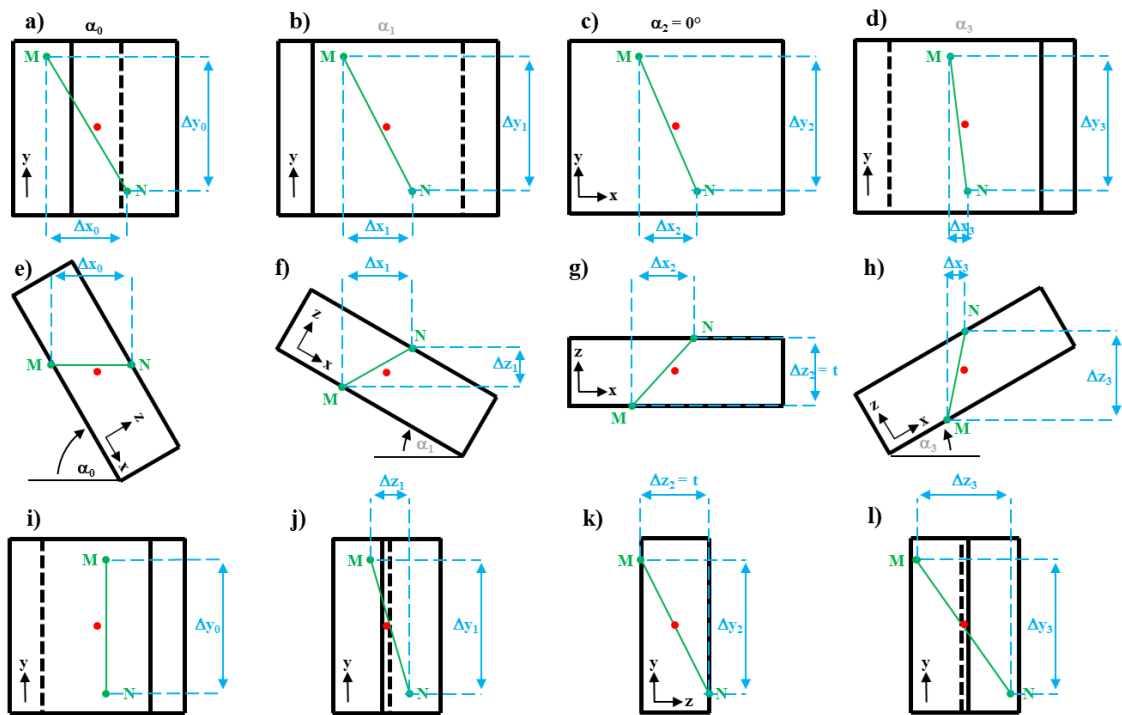 a) α₀
M
Δy₀
y
N
Δx₀
b) α₁
M
Δy₁
y
N
Δx₁
c) α₂ = 0°
M
Δy₂
y
x
N
Δx₂
d) α₃
M
Δy₃
y
N
Δx₃
e) Δx₀
M
N
z
x
α₀
f) Δx₁
z
x
N
M
Δz₁
α₁
g) Δx₂
N
z
x
Δz₂ = t
M
h) Δx₃
N
z
x
Δz₃
M
α₃
i)
M
Δy₀
y
N
j) Δz₁
M
Δy₁
y
N
k) Δz₂ = t
M
Δy₂
y
z
N
l) Δz₃
M
Δy₃
y
N